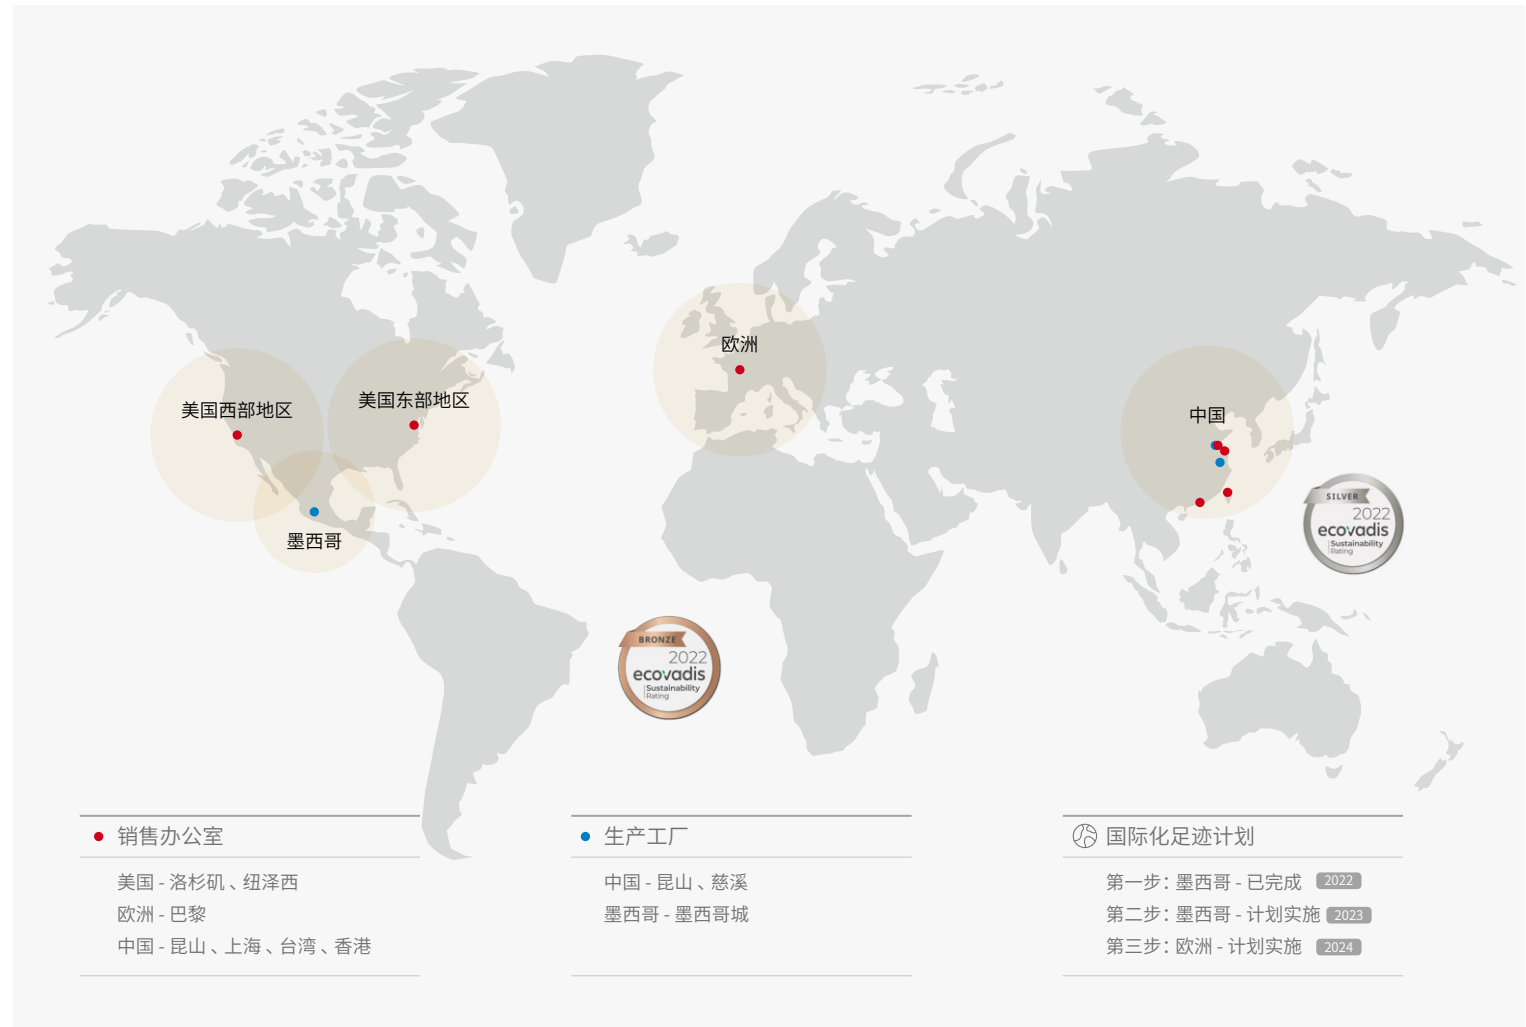 欧洲
美国西部地区
美国东部地区
中国
墨西哥
SILVER
2022
ecovadis
Sustainability
Rating
BRONZE
2022
ecovadis
Sustainability
Rating
销售办公室
美国 - 洛杉矶、纽泽西
欧洲 - 巴黎
中国 - 昆山、上海、台湾、香港
生产工厂
中国 - 昆山、慈溪
墨西哥 - 墨西哥城
国际化足迹计划
第一步：墨西哥 - 已完成 2022
第二步：墨西哥 - 计划实施 2023
第三步：欧洲 - 计划实施 2024